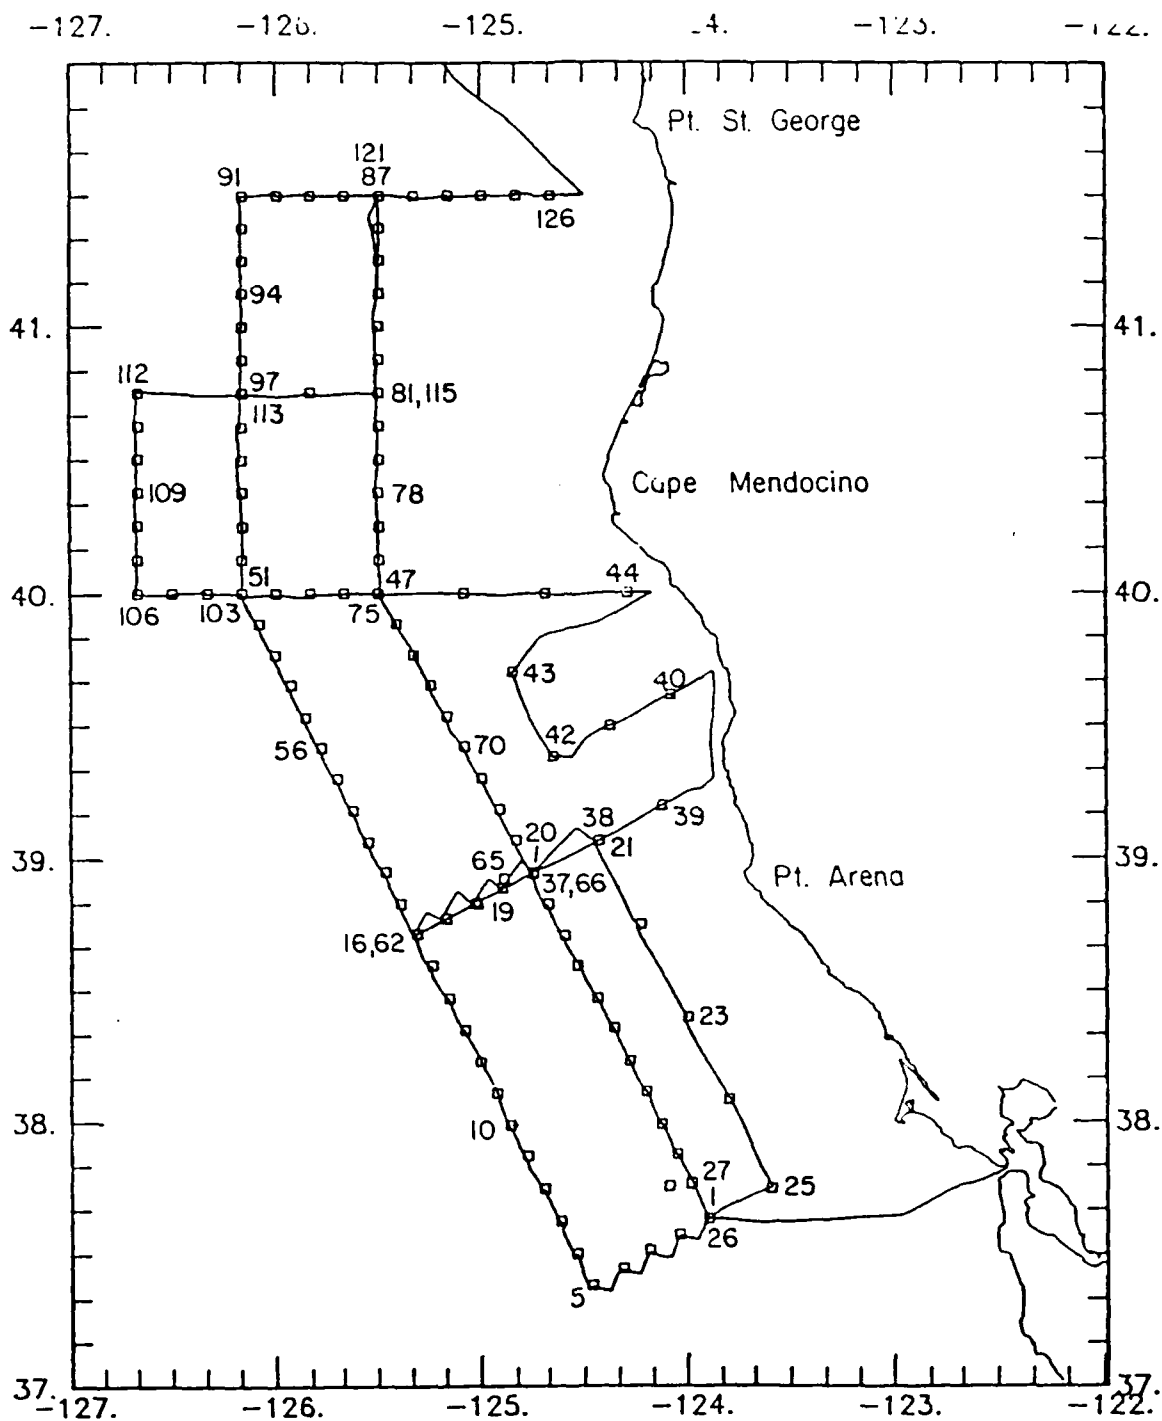 -127. -126. -125.
Pt. St. George
121
91 87
126
94
41. 41.
112 97 81,115
113
Cape Mendocino
109 78
51 47 44
40. 40.
106 103 75
43 40
42
56 70
38 39
20
21
39. 65 39.
37,66 Pt. Arena
19
16,62
23
38. 10 38.
27
25
26
5
37. 37.
-127. -126. -125. -124. -123. -122.